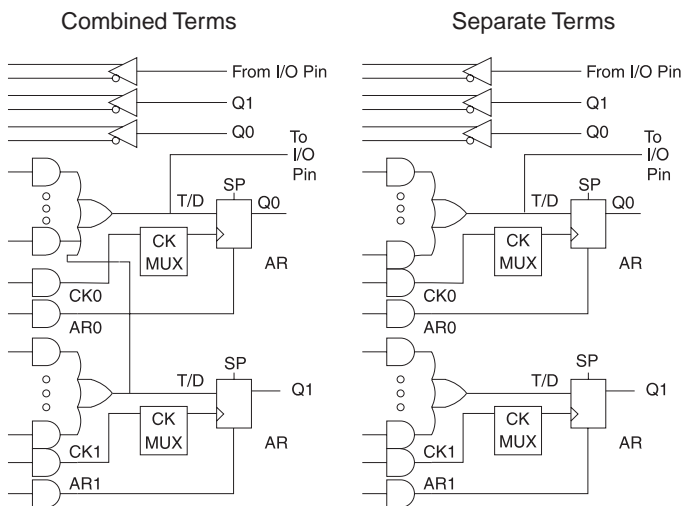 Combined Terms
From I/O Pin
Q1
Q0
To
I/O
Pin
SP
T/D
Q0
CK
MUX
CK0
AR
AR0
SP
T/D
Q1
CK
MUX
CK1
AR
AR1
Separate Terms
From I/O Pin
Q1
Q0
To
I/O
Pin
SP
T/D
Q0
CK
MUX
CK0
AR
AR0
SP
T/D
Q1
CK
MUX
CK1
AR
AR1